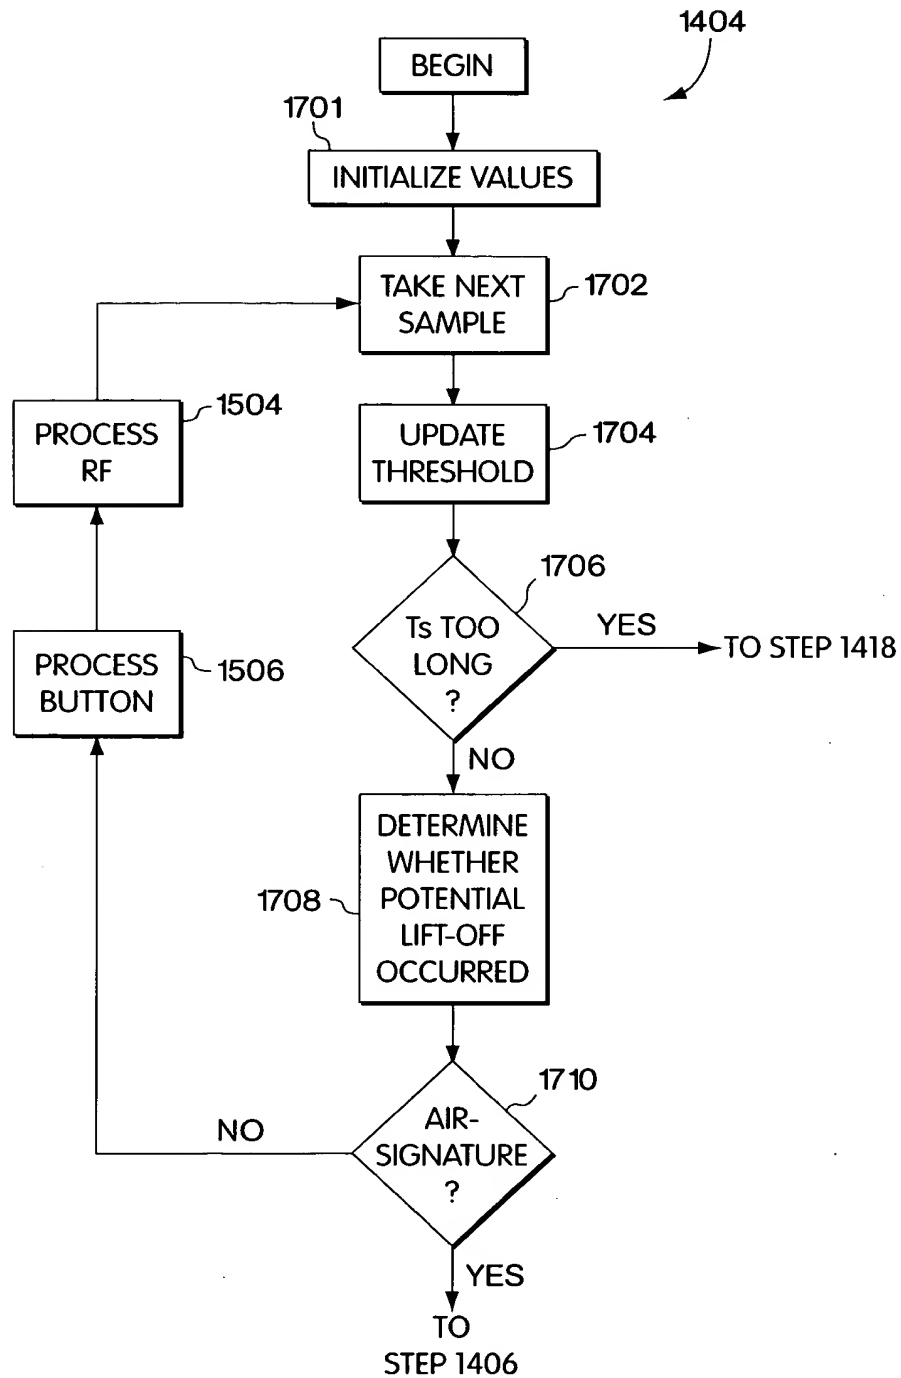 1404
BEGIN
1701
INITIALIZE VALUES
TAKE NEXT
SAMPLE
1702
1504
PROCESS
RF
UPDATE
THRESHOLD
1704
1706
Ts TOO
LONG
?
YES
TO STEP 1418
PROCESS
BUTTON
1506
NO
DETERMINE
WHETHER
POTENTIAL
LIFT-OFF
OCCURRED
1708
1710
AIR-
SIGNATURE
?
NO
YES
TO
STEP 1406